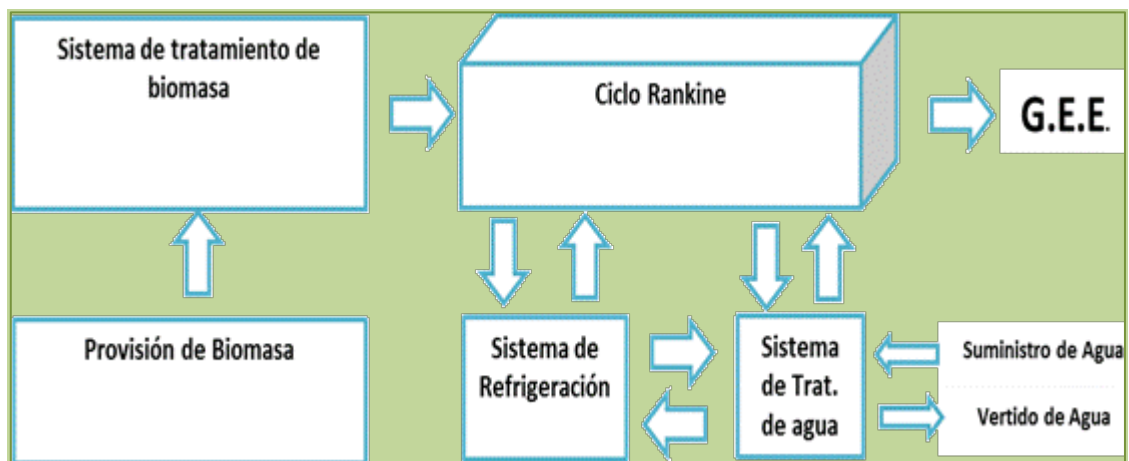 Sistema de tratamiento de
biomasa
Ciclo Rankine
G.E.E.
Provisión de Biomasa
Sistema de
Refrigeración
Sistema
de Trat.
de agua
Suministro de Agua
Vertido de Agua